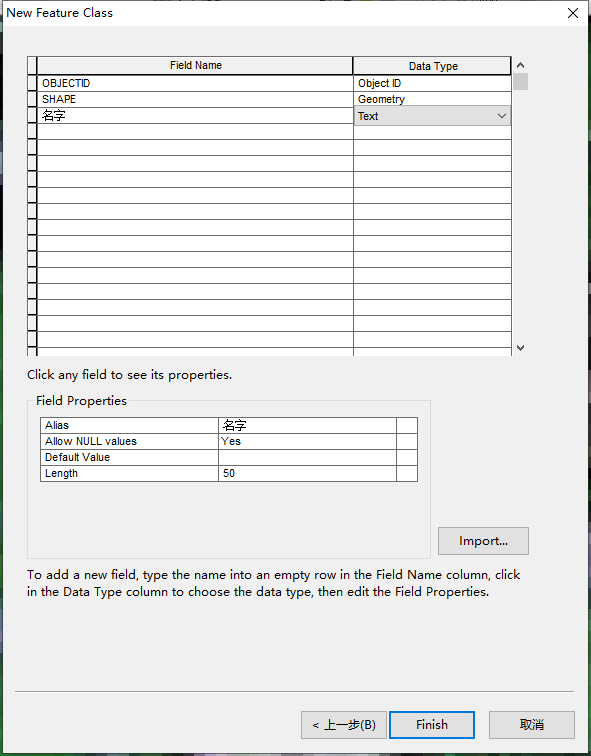 New Feature Class
Field Name Data Type
OBJECTID Object ID
SHAPE Geometry
名字 Text
Click any field to see its properties.
Field Properties
Alias 名字
Allow NULL values Yes
Default Value
Length 50
Import...
To add a new field, type the name into an empty row in the Field Name column, click
in the Data Type column to choose the data type, then edit the Field Properties.
< 上一步(B) Finish 取消